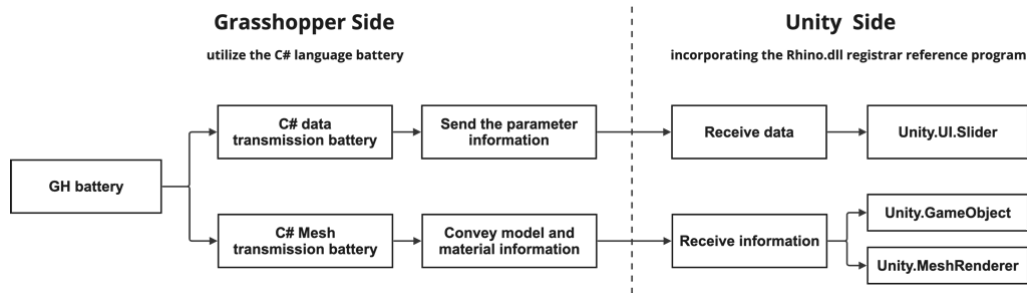 Grasshopper Side
utilize the C# language battery
Unity Side
incorporating the Rhino.dll registrar reference program
GH battery
C# data
transmission battery
Send the parameter
information
Receive data
Unity.UI.Slider
C# Mesh
transmission battery
Convey model and
material information
Receive information
Unity.GameObject
Unity.MeshRenderer